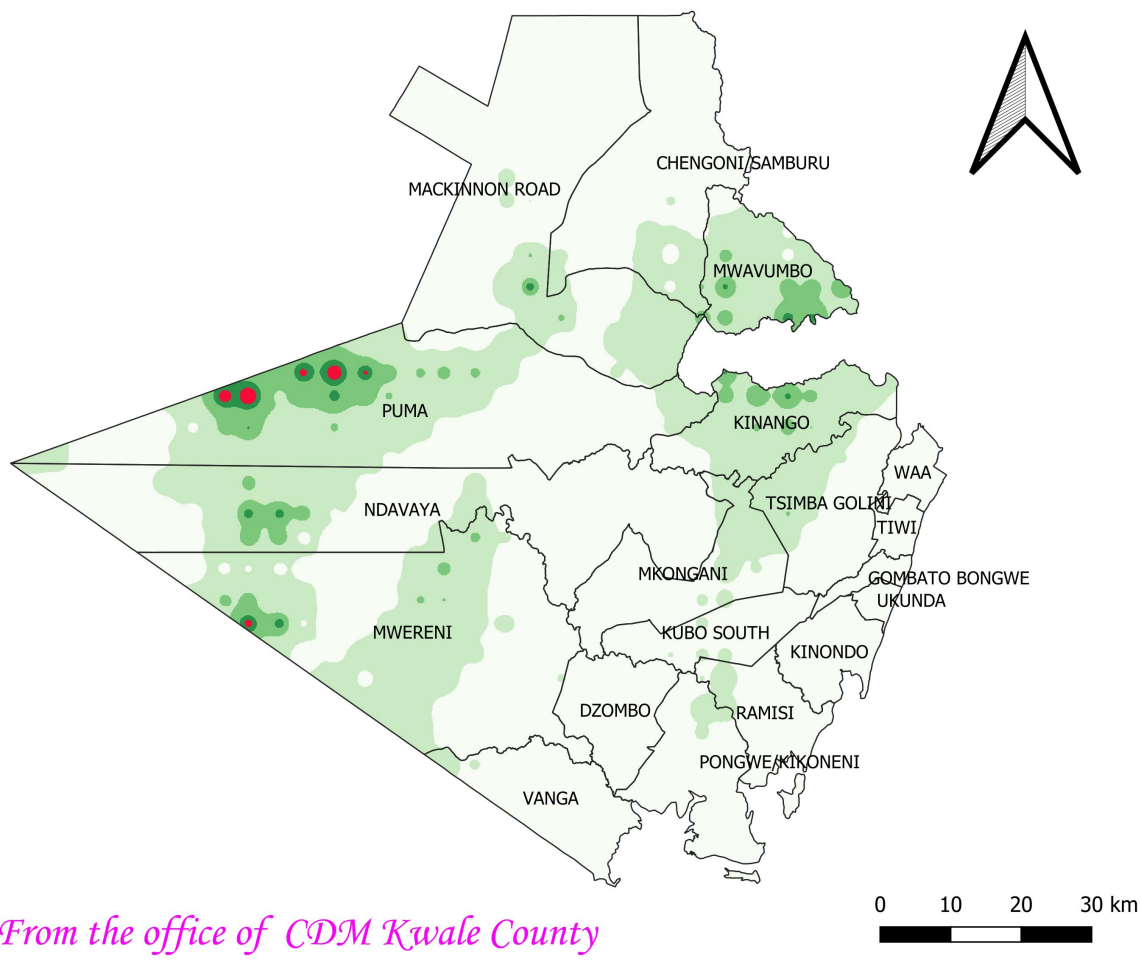 CHENGONI/SAMBURU
MACKINNON ROAD
MWAVUMBO
PUMA
KINANGO
WAA
NDAVAYA
TSIMBA GOLINI
TIWI
MKONGANI
GOMBATO BONGWE
UKUNDA
MWERENI
KUBO SOUTH
KINONDO
DZOMBO
RAMISI
PONGWE/KIKONENI
VANGA
0 10 20 30 km
From the office of CDM Kwale County